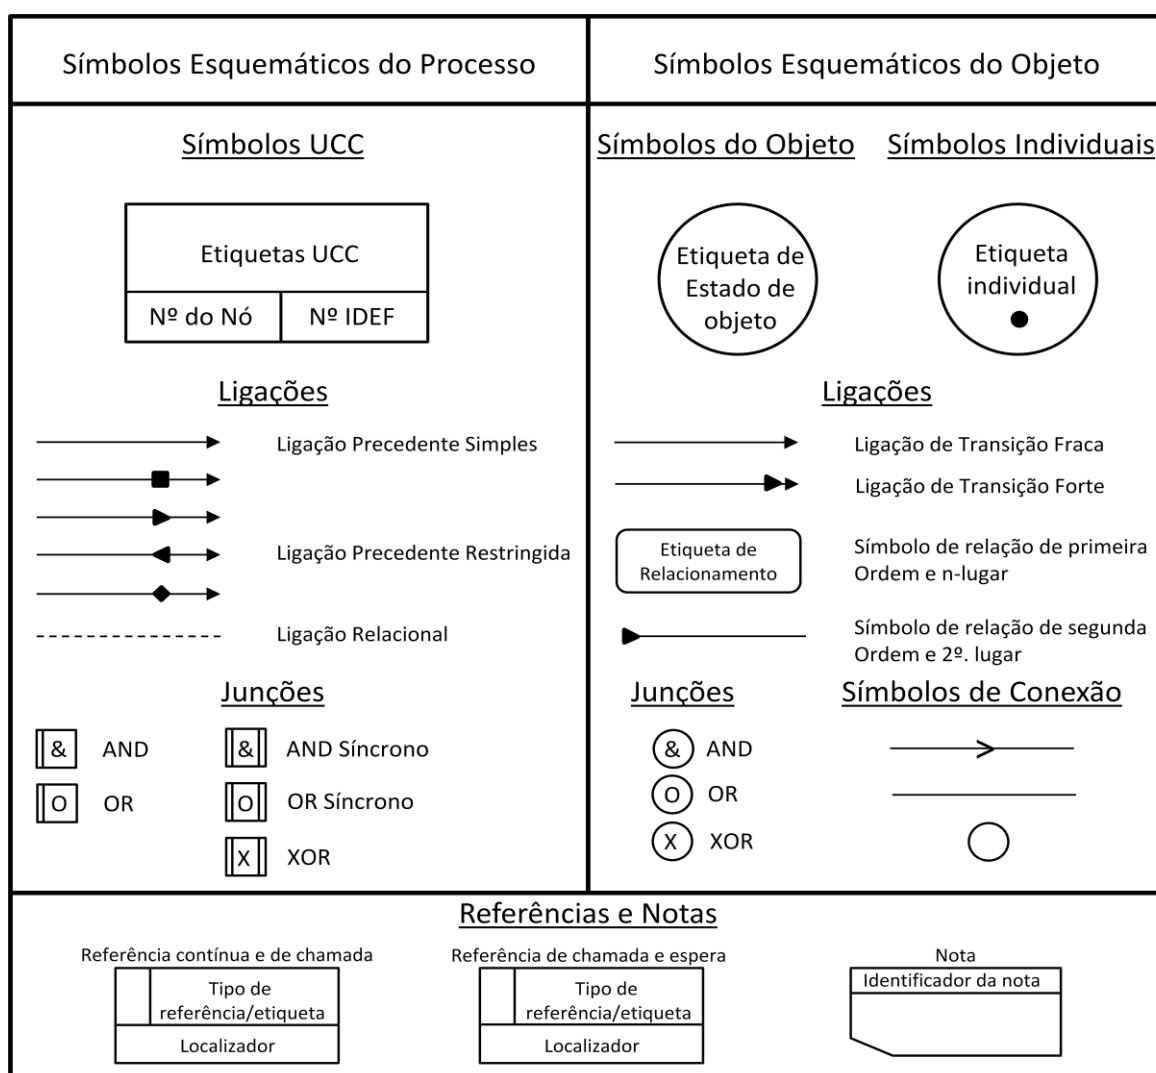 Símbolos Esquemáticos do Processo
Símbolos Esquemáticos do Objeto
Símbolos UCC
Etiquetas UCC
Nº do Nó
Nº IDEF
Ligações
Ligação Precedente Simples
Ligação Precedente Restringida
Ligação Relacional
Junções
& AND
& AND Síncrono
O OR
O OR Síncrono
X XOR
Símbolos do Objeto
Símbolos Individuais
Etiqueta de
Estado de
objeto
Etiqueta
individual
Ligações
Ligação de Transição Fraca
Ligação de Transição Forte
Etiqueta de
Relacionamento
Símbolo de relação de primeira
Ordem e n-lugar
Símbolo de relação de segunda
Ordem e 2º. lugar
Junções
Símbolos de Conexão
& AND
O OR
X XOR
Referências e Notas
Referência contínua e de chamada
Tipo de
referência/etiqueta
Localizador
Referência de chamada e espera
Tipo de
referência/etiqueta
Localizador
Nota
Identificador da nota